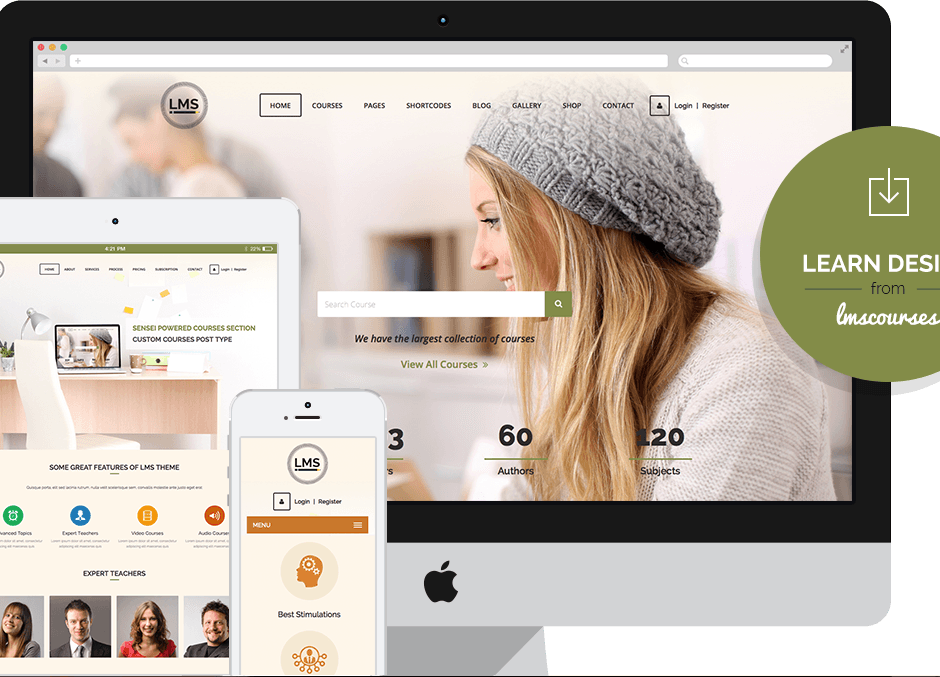 LMS
HOME COURSES PAGES SHORTCODES BLOG GALLERY SHOP CONTACT Login | Register
Search Course
We have the largest collection of courses
View All Courses »
3 60 120
rs Authors Subjects
LEARN DESI
from
lmscourses
4:21 PM 22%
HOME ABOUT SERVICES PROCESS PRICING SUBSCRIPTION CONTACT Login | Register
SENSEI POWERED COURSES SECTION
CUSTOM COURSES POST TYPE
SOME GREAT FEATURES OF LMS THEME
vanced Topics Expert Teachers Video Courses Audio Course
EXPERT TEACHERS
LMS
Login | Register
MENU
Best Stimulations